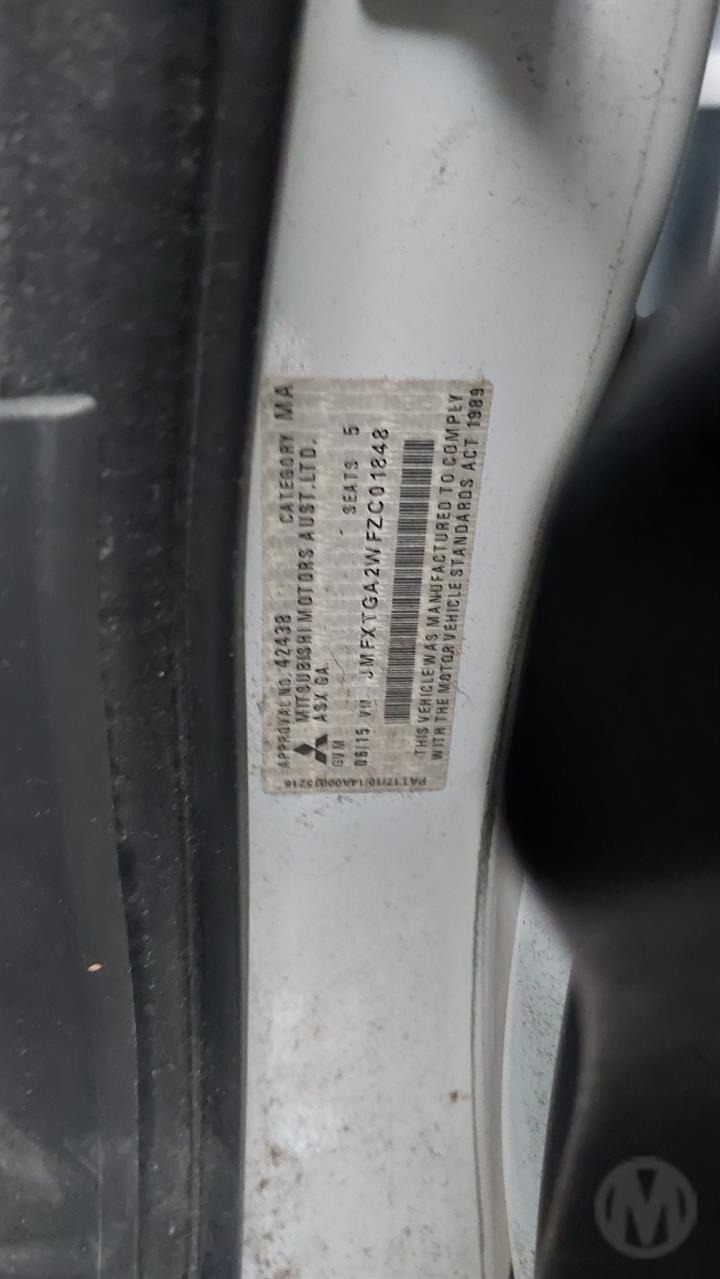 APPROVAL NO. 42438 CATEGORY MA
MITSUBISHI MOTORS AUST. LTD.
ASX GA
GVM SEATS 5
08/15 VIN JMFXTGA2WFZC01848
THIS VEHICLE WAS MANUFACTURED TO COMPLY
WITH THE MOTOR VEHICLE STANDARDS ACT 1989
M